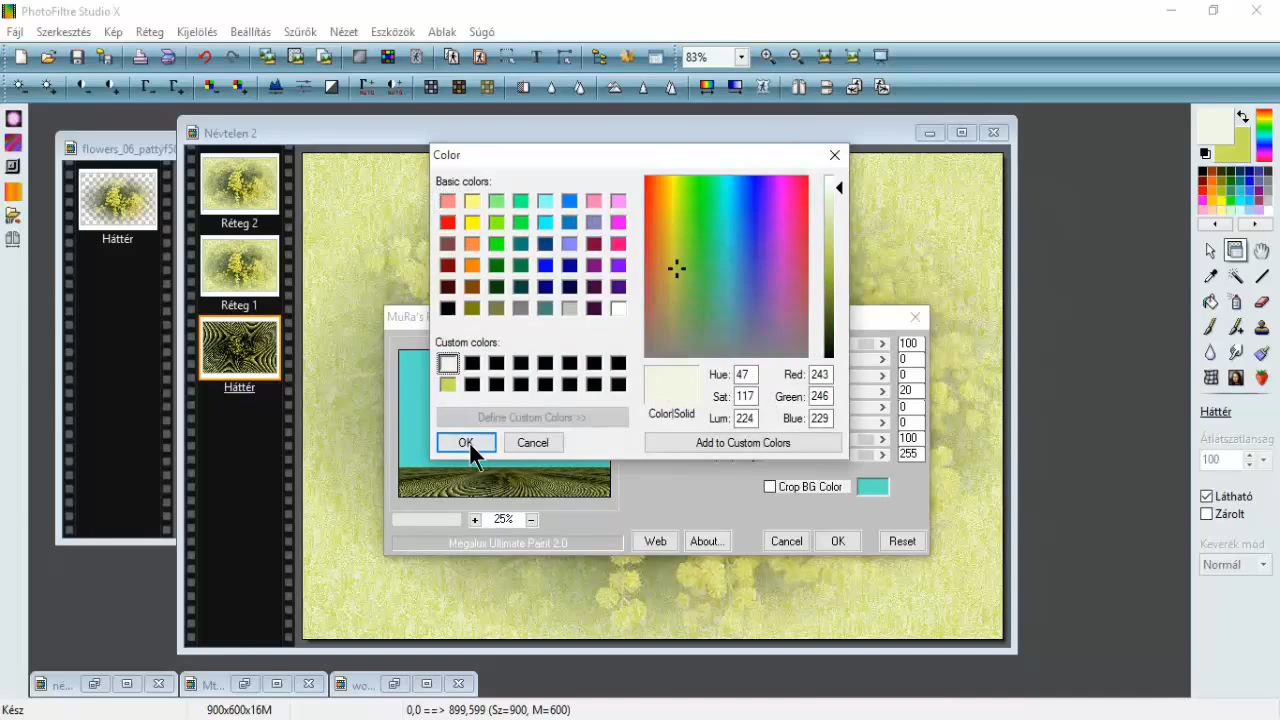 PhotoFiltre Studio X
Fájl Szerkesztés Kép Réteg Kijelölés Beállítás Szűrők Nézet Eszközök Ablak Súgó
83%
Névtelen 2
Color
Basic colors:
Réteg 2
Háttér
Réteg 1
MuRa's
100
0
0
20
0
0
100
255
Custom colors:
Háttér
Hue: 47 Red: 243
Sat: 117 Green: 246
Color|Solid
Lum: 224 Blue: 229
Define Custom Colors >>
OK Cancel Add to Custom Colors
Crop BG Color
25%
Megalux Ultimate Paint 2.0
Web About... Cancel OK Reset
Háttér
Átlátszatlanság
100
Látható
Zárolt
Keverék mód
Normál
né... Mt... wo...
Kész 900x600x16M 0,0 ==> 899,599 (Sz=900, M=600)